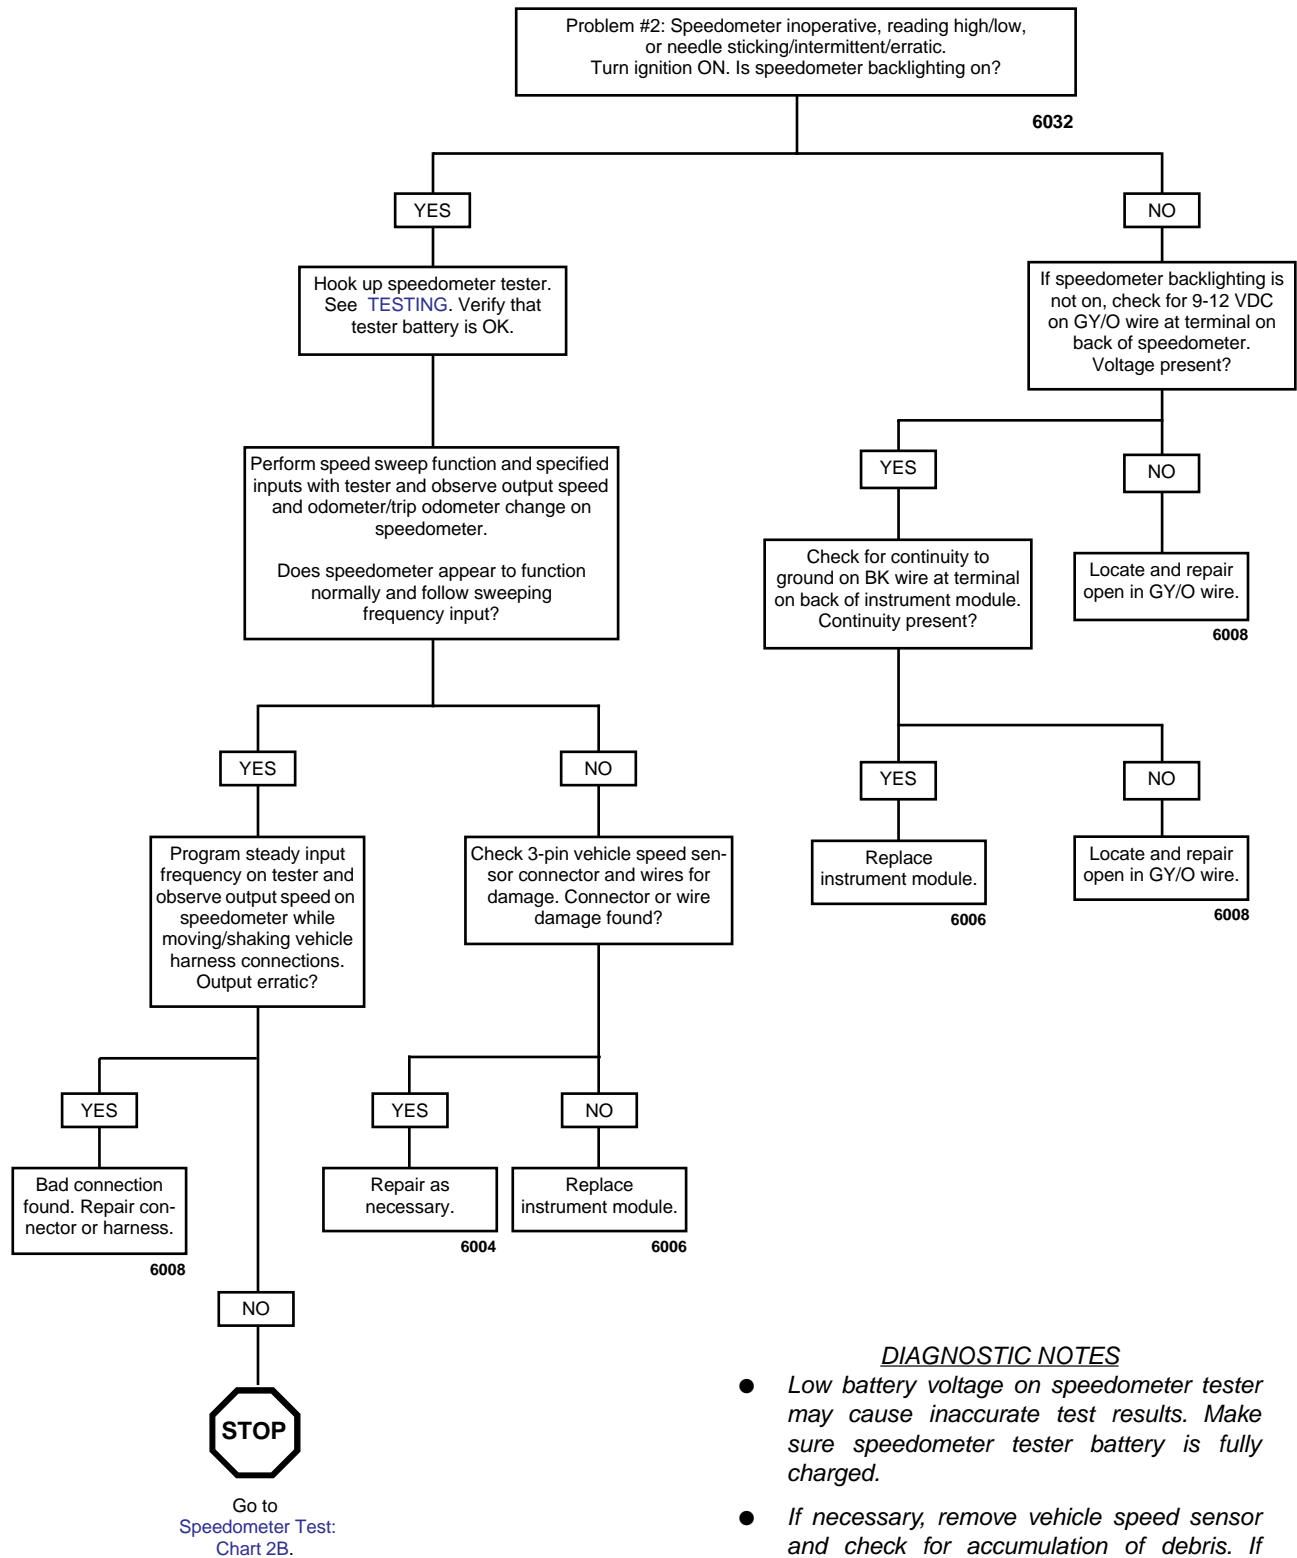 Problem #2: Speedometer inoperative, reading high/low,
or needle sticking/intermittent/erratic.
Turn ignition ON. Is speedometer backlighting on?
6032
YES
NO
Hook up speedometer tester.
See TESTING. Verify that
tester battery is OK.
If speedometer backlighting is
not on, check for 9-12 VDC
on GY/O wire at terminal on
back of speedometer.
Voltage present?
Perform speed sweep function and specified
inputs with tester and observe output speed
and odometer/trip odometer change on
speedometer.
Does speedometer appear to function
normally and follow sweeping
frequency input?
YES
NO
Check for continuity to
ground on BK wire at terminal
on back of instrument module.
Continuity present?
Locate and repair
open in GY/O wire.
6008
YES
NO
YES
NO
Program steady input
frequency on tester and
observe output speed on
speedometer while
moving/shaking vehicle
harness connections.
Output erratic?
Check 3-pin vehicle speed sen-
sor connector and wires for
damage. Connector or wire
damage found?
Replace
instrument module.
6006
Locate and repair
open in GY/O wire.
6008
YES
YES
NO
Bad connection
found. Repair con-
nector or harness.
6008
Repair as
necessary.
6004
Replace
instrument module.
6006
NO
STOP
Go to
Speedometer Test:
Chart 2B.
DIAGNOSTIC NOTES
● Low battery voltage on speedometer tester
may cause inaccurate test results. Make
sure speedometer tester battery is fully
charged.
● If necessary, remove vehicle speed sensor
and check for accumulation of debris. If